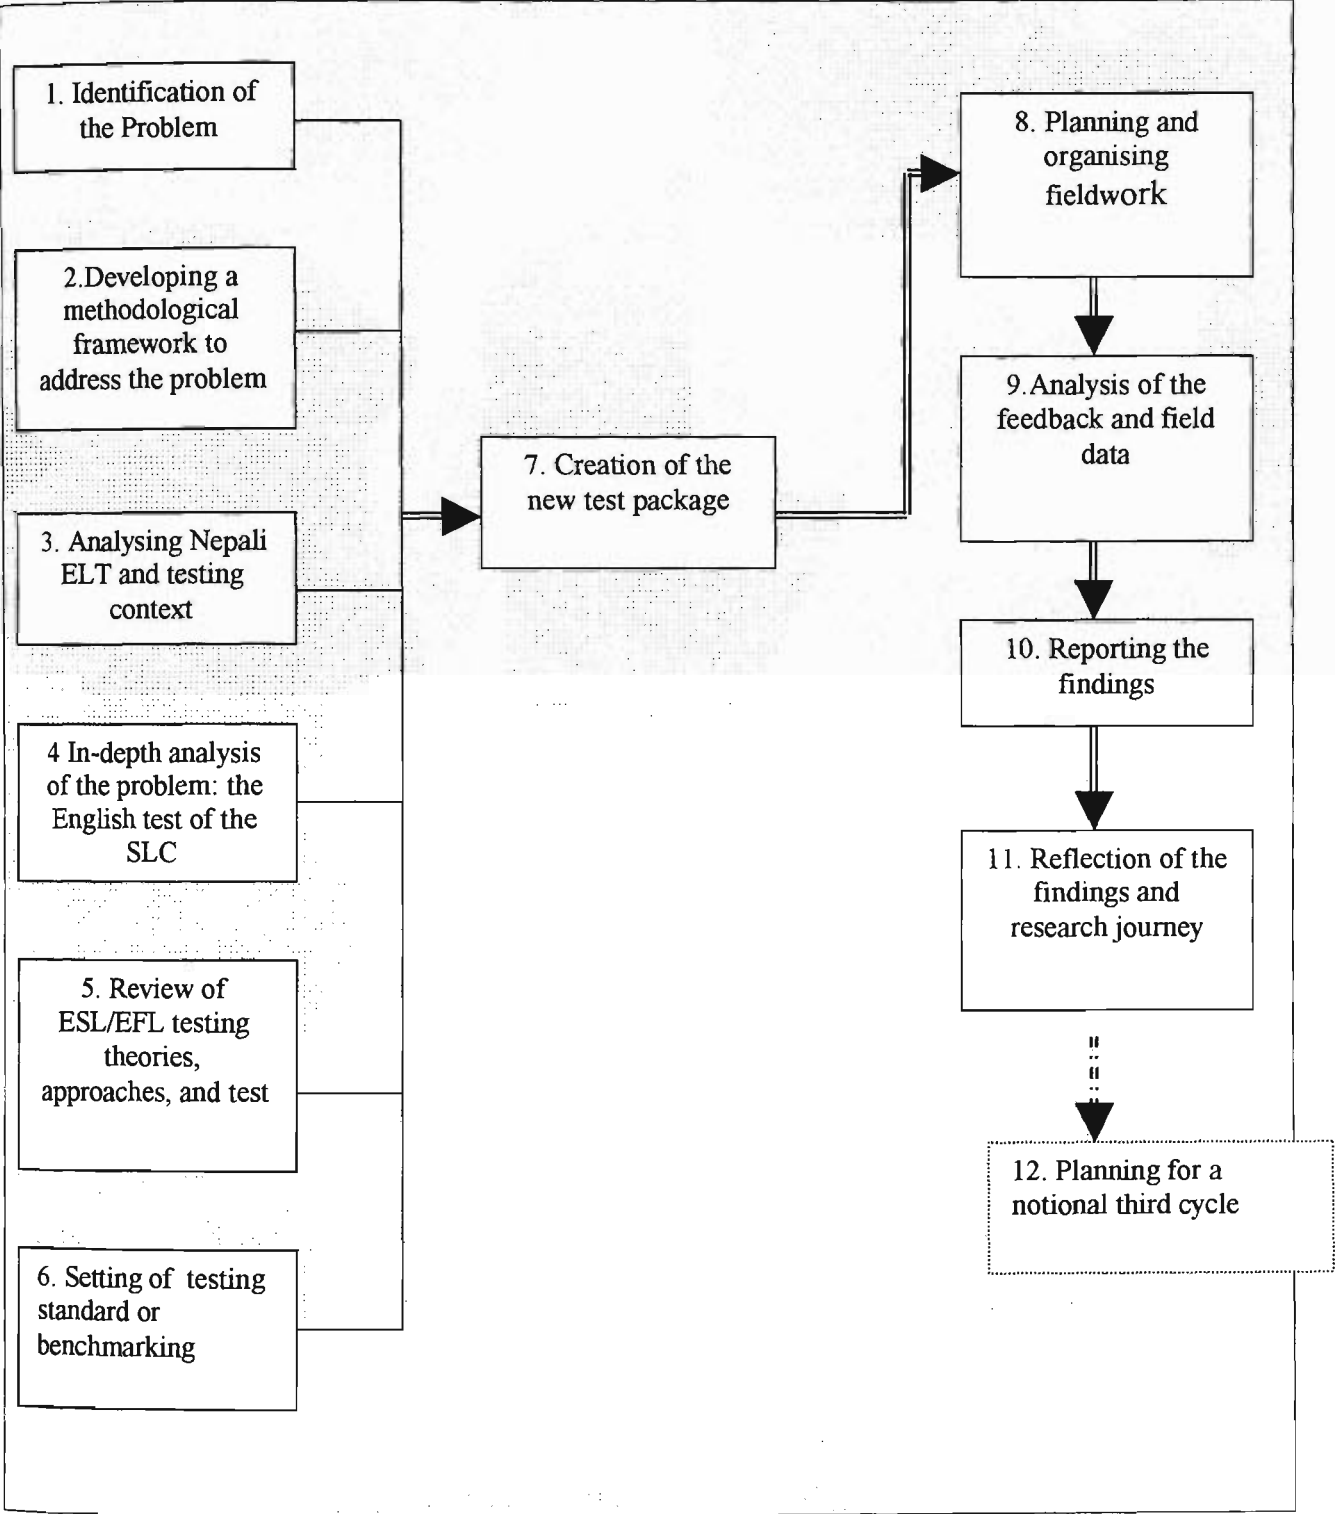 1. Identification of
the Problem
2.Developing a
methodological
framework to
address the problem
3. Analysing Nepali
ELT and testing
context
4 In-depth analysis
of the problem: the
English test of the
SLC
5. Review of
ESL/EFL testing
theories,
approaches, and test
6. Setting of testing
standard or
benchmarking
7. Creation of the
new test package
8. Planning and
organising
fieldwork
9.Analysis of the
feedback and field
data
10. Reporting the
findings
11. Reflection of the
findings and
research journey
12. Planning for a
notional third cycle